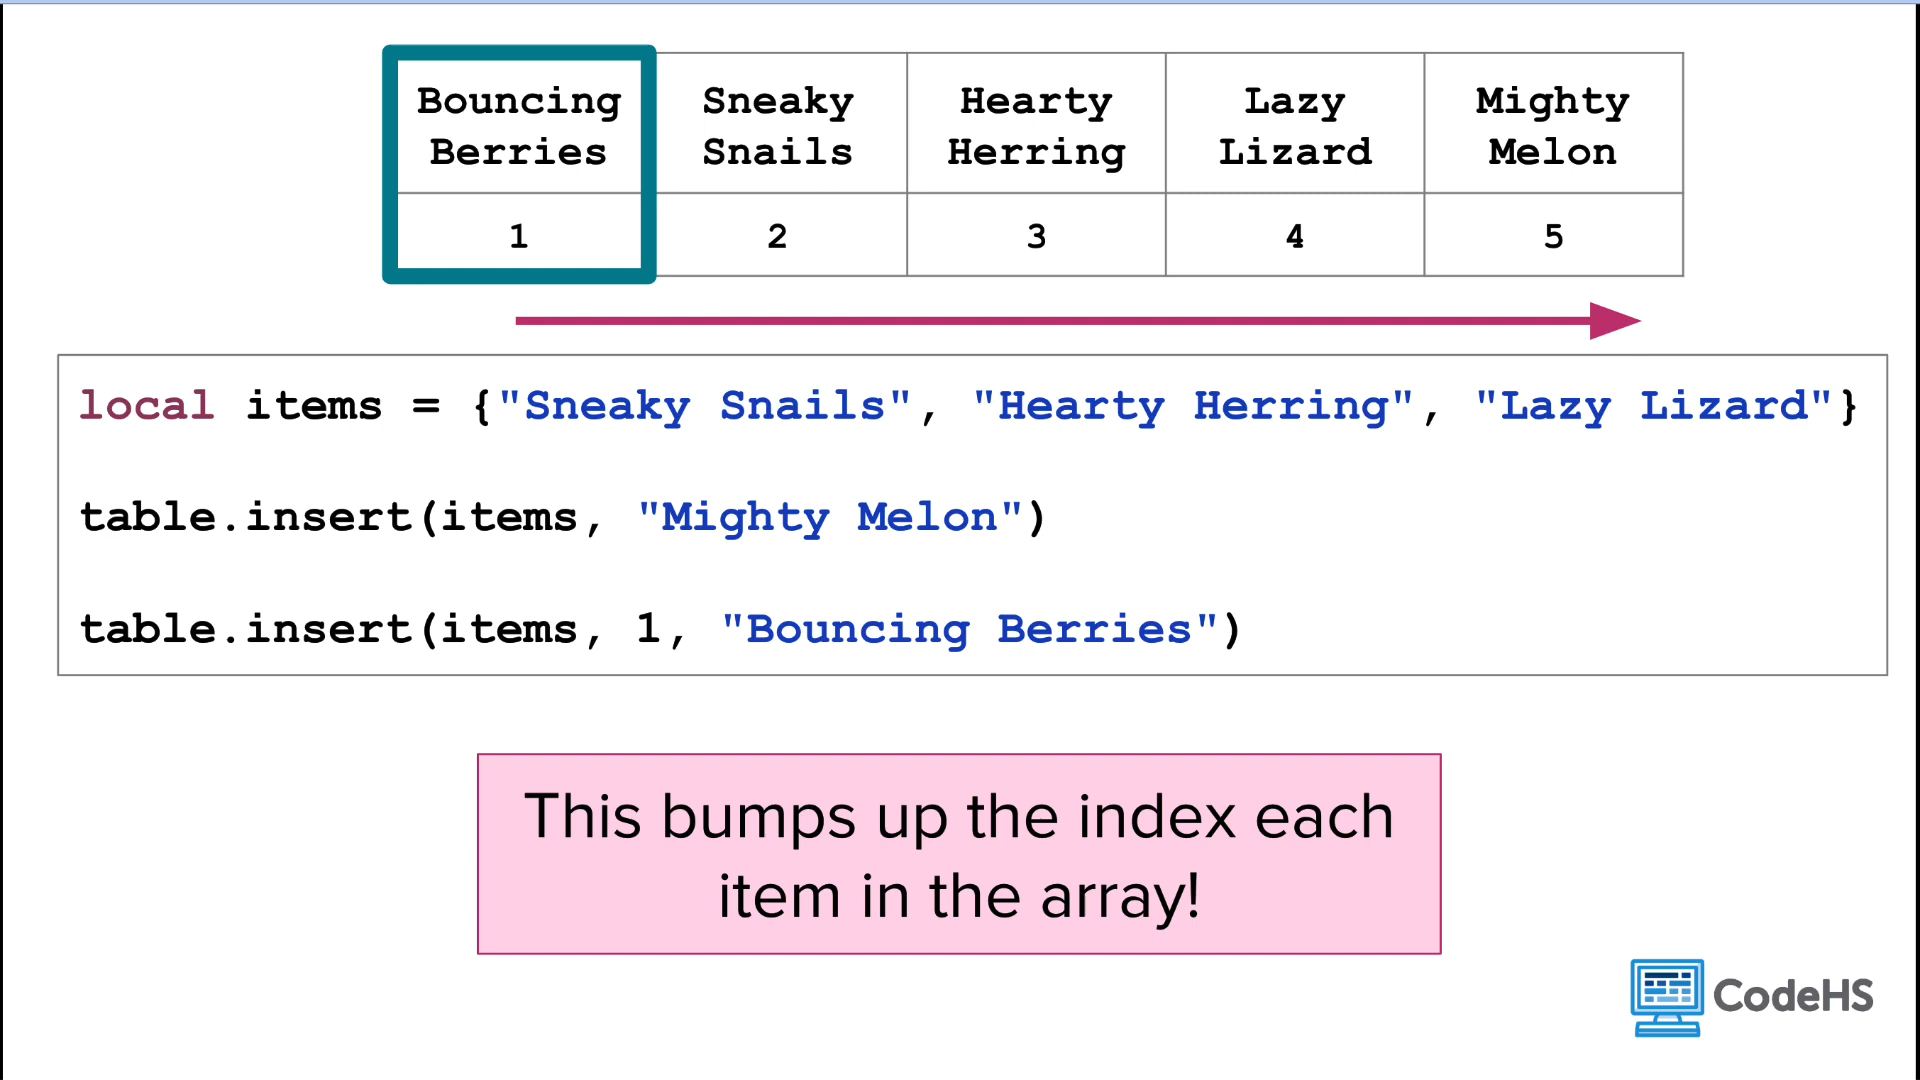 Bouncing Berries
Sneaky Snails
Hearty Herring
Lazy Lizard
Mighty Melon
1 2 3 4 5
local items = {"Sneaky Snails", "Hearty Herring", "Lazy Lizard"}
table.insert(items, "Mighty Melon")
table.insert(items, 1, "Bouncing Berries")
This bumps up the index each
item in the array!
CodeHS